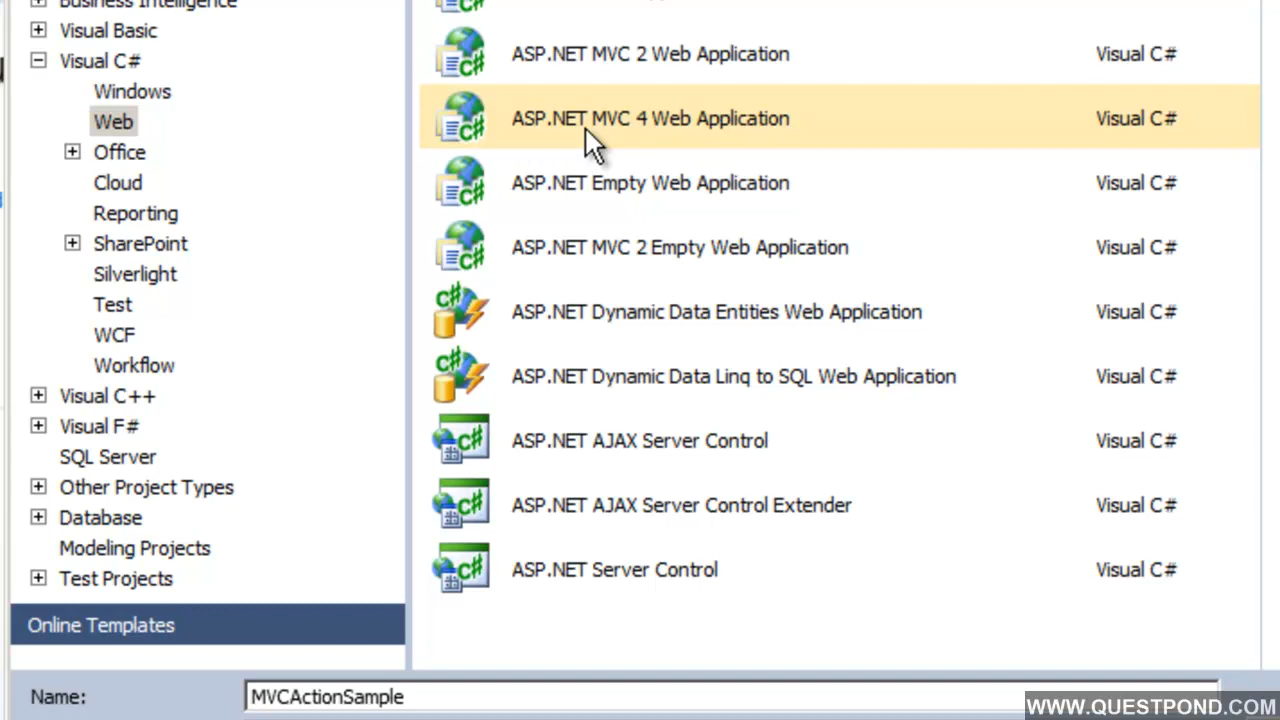 Business Intelligence
Visual Basic
Visual C#
Windows
Web
Office
Cloud
Reporting
SharePoint
Silverlight
Test
WCF
Workflow
Visual C++
Visual F#
SQL Server
Other Project Types
Database
Modeling Projects
Test Projects
Online Templates
ASP.NET MVC 2 Web Application Visual C#
ASP.NET MVC 4 Web Application Visual C#
ASP.NET Empty Web Application Visual C#
ASP.NET MVC 2 Empty Web Application Visual C#
ASP.NET Dynamic Data Entities Web Application Visual C#
ASP.NET Dynamic Data Linq to SQL Web Application Visual C#
ASP.NET AJAX Server Control Visual C#
ASP.NET AJAX Server Control Extender Visual C#
ASP.NET Server Control Visual C#
Name: MVCActionSample
WWW.QUESTPOND.COM